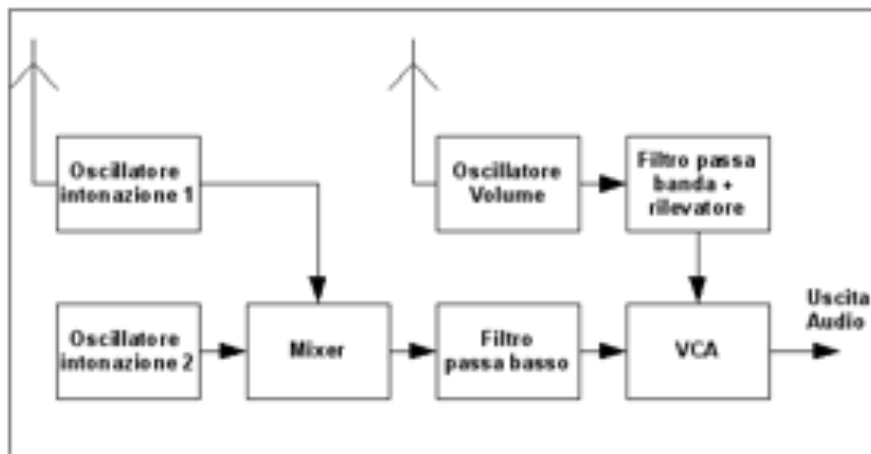 Oscillatore
intonazione 1
Oscillatore
Volume
Filtro passa
banda +
rilevatore
Oscillatore
intonazione 2
Mixer
Filtro
passa basso
VCA
Uscita
Audio